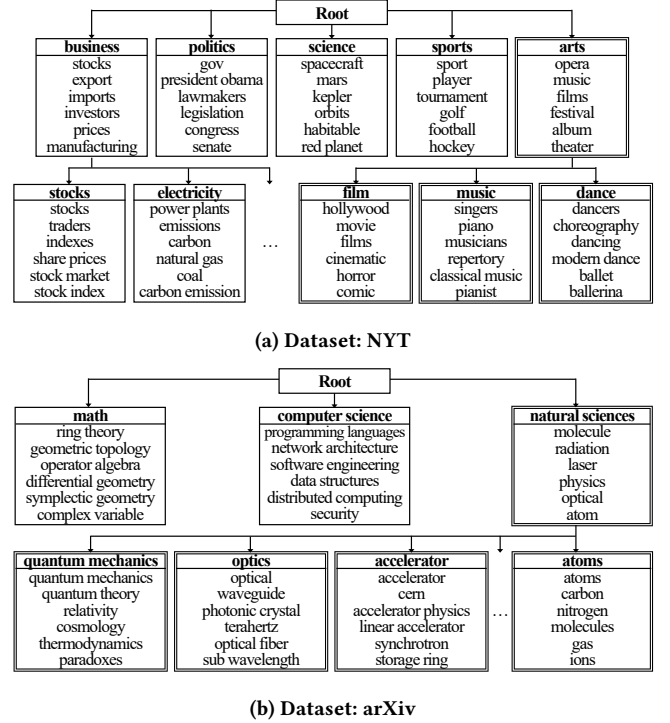 Root
business
stocks
export
imports
investors
prices
manufacturing
politics
gov
president obama
lawmakers
legislation
congress
senate
science
spacecraft
mars
kepler
orbits
habitable
red planet
sports
sport
player
tournament
golf
football
hockey
arts
opera
music
films
festival
album
theater
stocks
stocks
traders
indexes
share prices
stock market
stock index
electricity
power plants
emissions
carbon
natural gas
coal
carbon emission
...
film
hollywood
movie
films
cinematic
horror
comic
music
singers
piano
musicians
repertory
classical music
pianist
dance
dancers
choreography
dancing
modern dance
ballet
ballerina
(a) Dataset: NYT
Root
math
ring theory
geometric topology
operator algebra
differential geometry
symplectic geometry
complex variable
computer science
programming languages
network architecture
software engineering
data structures
distributed computing
security
natural sciences
molecule
radiation
laser
physics
optical
atom
quantum mechanics
quantum mechanics
quantum theory
relativity
cosmology
thermodynamics
paradoxes
optics
optical
waveguide
photonic crystal
terahertz
optical fiber
sub wavelength
accelerator
accelerator
cern
accelerator physics
linear accelerator
synchrotron
storage ring
...
atoms
atoms
carbon
nitrogen
molecules
gas
ions
(b) Dataset: arXiv